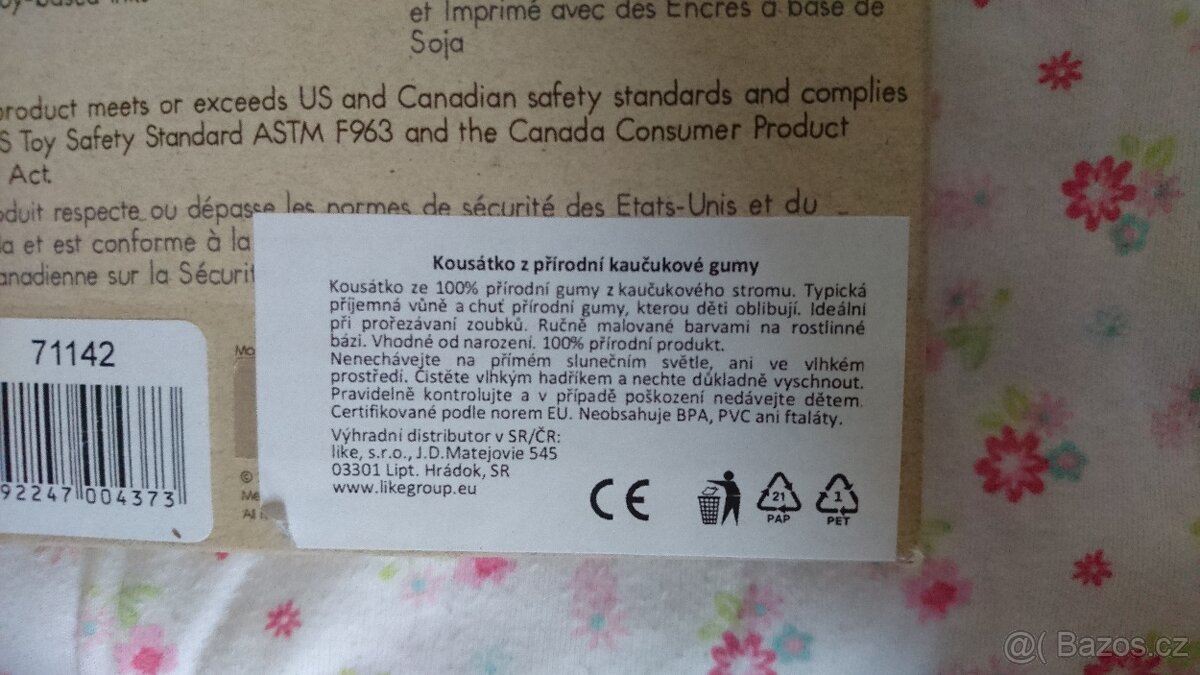 et Imprimé avec des Encres à base de
Soja
product meets or exceeds US and Canadian safety standards and complies
S Toy Safety Standard ASTM F963 and the Canada Consumer Product
Act.
oduit respecte ou dépasse les normes de sécurité des Etats-Unis et du
da et est conforme à la
anadienne sur la Sécurit
Kousátko z přírodní kaučukové gumy
Kousátko ze 100% přírodní gumy z kaučukového stromu. Typická
příjemná vůně a chuť přírodní gumy, kterou děti oblibují. Ideální
při prořezávání zoubků. Ručně malované barvami na rostlinné
bázi. Vhodné od narození. 100% přírodní produkt.
Nenechávejte na přímém slunečním světle, ani ve vlhkém
prostředí. Čistěte vlhkým hadříkem a nechte důkladně vyschnout.
Pravidelně kontrolujte a v případě poškození nedávejte dětem.
Certifikované podle norem EU. Neobsahuje BPA, PVC ani ftaláty.
Výhradní distributor v SR/ČR:
like, s.r.o., J.D.Matejovie 545
03301 Lipt. Hrádok, SR
www.likegroup.eu
CE
21
PAP
1
PET
71142
92247 004373
Mo
©
Me
All
@( Bazos.cz